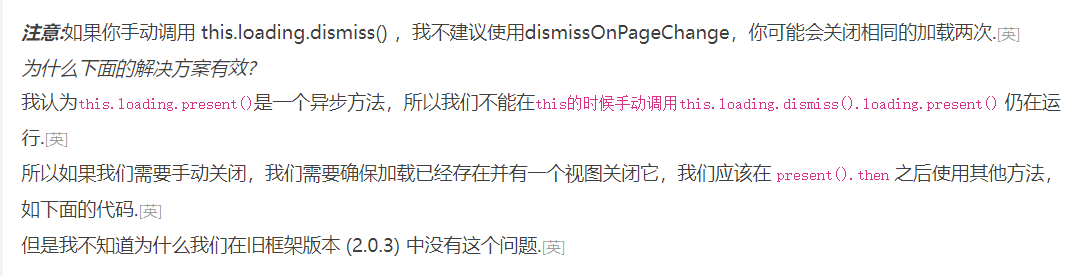 注意:如果你手动调用 this.loading.dismiss() ，我不建议使用dismissOnPageChange，你可能会关闭相同的加载两次.[英]
为什么下面的解决方案有效？
我认为this.loading.present()是一个异步方法，所以我们不能在this的时候手动调用this.loading.dismiss().loading.present() 仍在运
行.[英]
所以如果我们需要手动关闭，我们需要确保加载已经存在并有一个视图关闭它，我们应该在 present().then 之后使用其他方法，
如下面的代码.[英]
但是我不知道为什么我们在旧框架版本 (2.0.3) 中没有这个问题.[英]